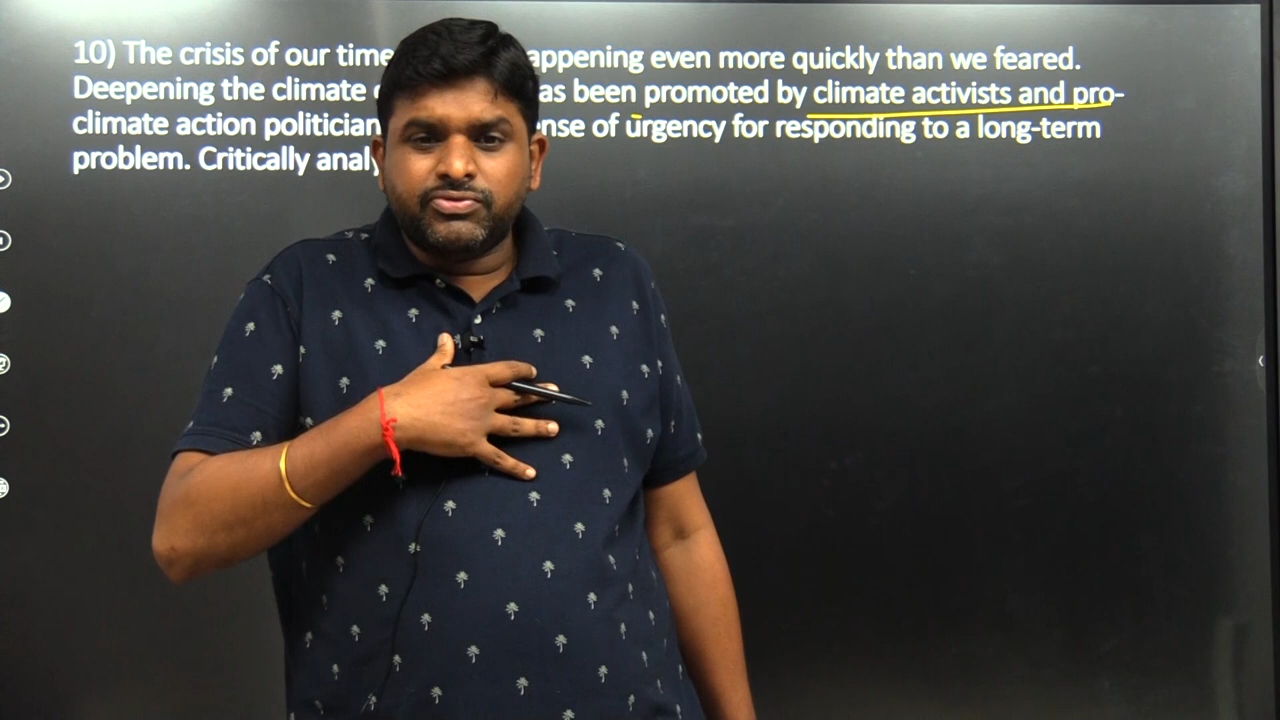 10) The crisis of our time appening even more quickly than we feared.
Deepening the climate as been promoted by climate activists and pro-
climate action politician ense of urgency for responding to a long-term
problem. Critically analy